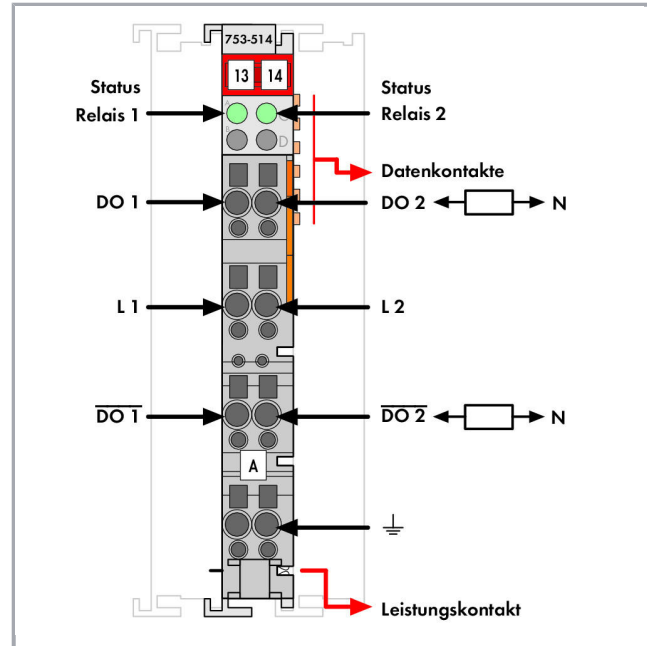 753-514
13 14
Status
Relais 1
Status
Relais 2
A
C
B
D
Datenkontakte
DO 1
DO 2
N
L 1
L 2
DO 1
DO 2
N
A
Leistungskontakt